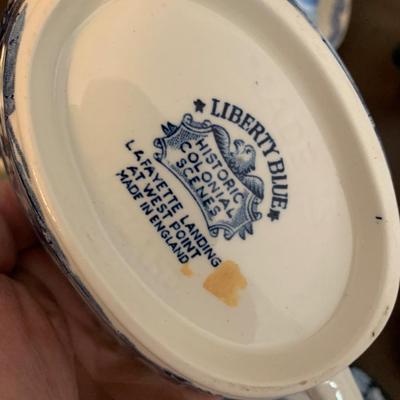 ★ LIBERTY BLUE ★
HISTORIC
COLONIAL
SCENES
LAFAYETTE LANDING
AT WEST POINT
MADE IN ENGLAND